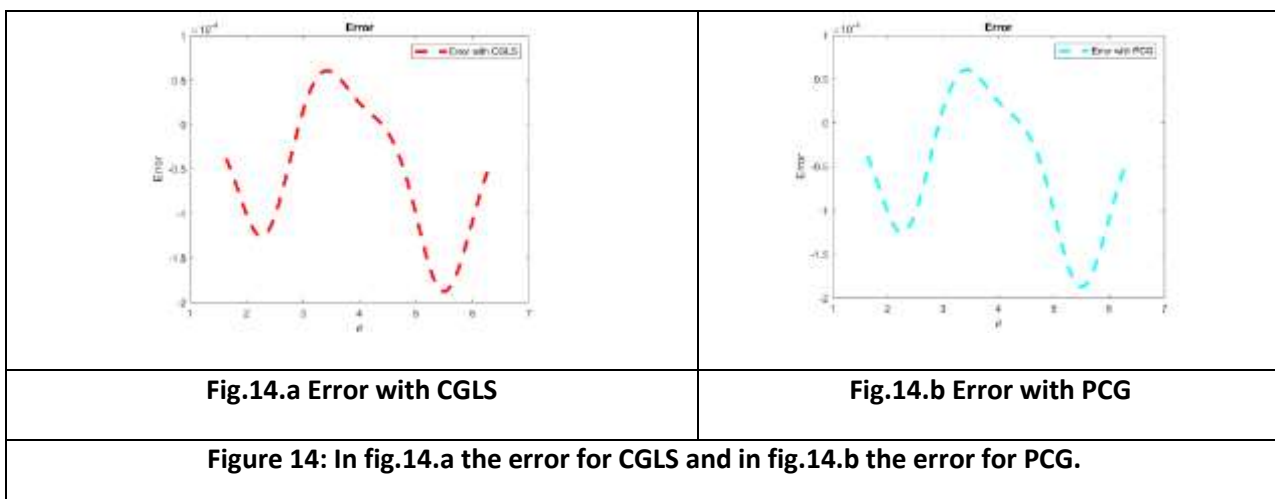 ×10⁻⁴
Error
Error with CGLS
1
0.5
0
-0.5
-1
-1.5
-2
Error
1 2 3 4 5 6 7
×10⁻⁴
Error
Error with PCG
1
0.5
0
-0.5
-1
-1.5
-2
Error
1 2 3 4 5 6 7
Fig.14.a Error with CGLS
Fig.14.b Error with PCG
Figure 14: In fig.14.a the error for CGLS and in fig.14.b the error for PCG.